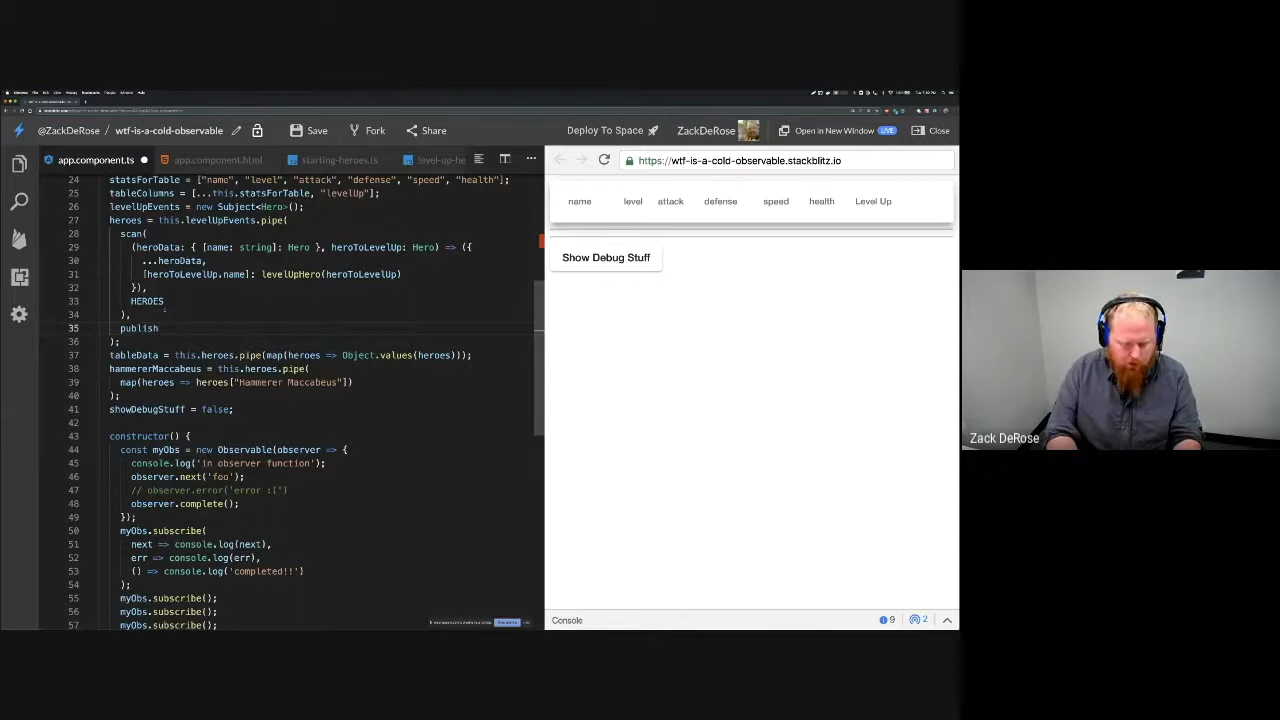 @ZackDeRose / wtf-is-a-cold-observable Save Fork Share Deploy To Space ZackDeRose Open in New Window LIVE Close
app.component.ts app.component.html starting-heroes.ts level-up-he
https://wtf-is-a-cold-observable.stackblitz.io
24 statsForTable = ["name", "level", "attack", "defense", "speed", "health"];
25 tableColumns = [...this.statsForTable, "levelUp"];
26 levelUpEvents = new Subject<Hero>();
27 heroes = this.levelUpEvents.pipe(
28 scan(
29 (heroData: { [name: string]: Hero }, heroToLevelUp: Hero) => ({
30 ...heroData,
31 [heroToLevelUp.name]: levelUpHero(heroToLevelUp)
32 }),
33 HEROES
34 ),
35 publish
36 );
37 tableData = this.heroes.pipe(map(heroes => Object.values(heroes)));
38 hammererMaccabeus = this.heroes.pipe(
39 map(heroes => heroes["Hammerer Maccabeus"])
40 );
41 showDebugStuff = false;
42
43 constructor() {
44 const myObs = new Observable(observer => {
45 console.log('in observer function');
46 observer.next('foo');
47 // observer.error('error :(')
48 observer.complete();
49 });
50 myObs.subscribe(
51 next => console.log(next),
52 err => console.log(err),
53 () => console.log('completed!!')
54 );
55 myObs.subscribe();
56 myObs.subscribe();
57 myObs.subscribe();
name level attack defense speed health Level Up
Show Debug Stuff
Console 9 2
Zack DeRose